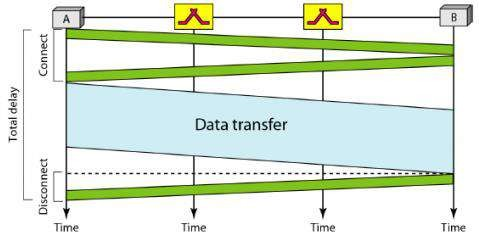 A
B
Connect
Total delay
Data transfer
Disconnect
Time
Time
Time
Time